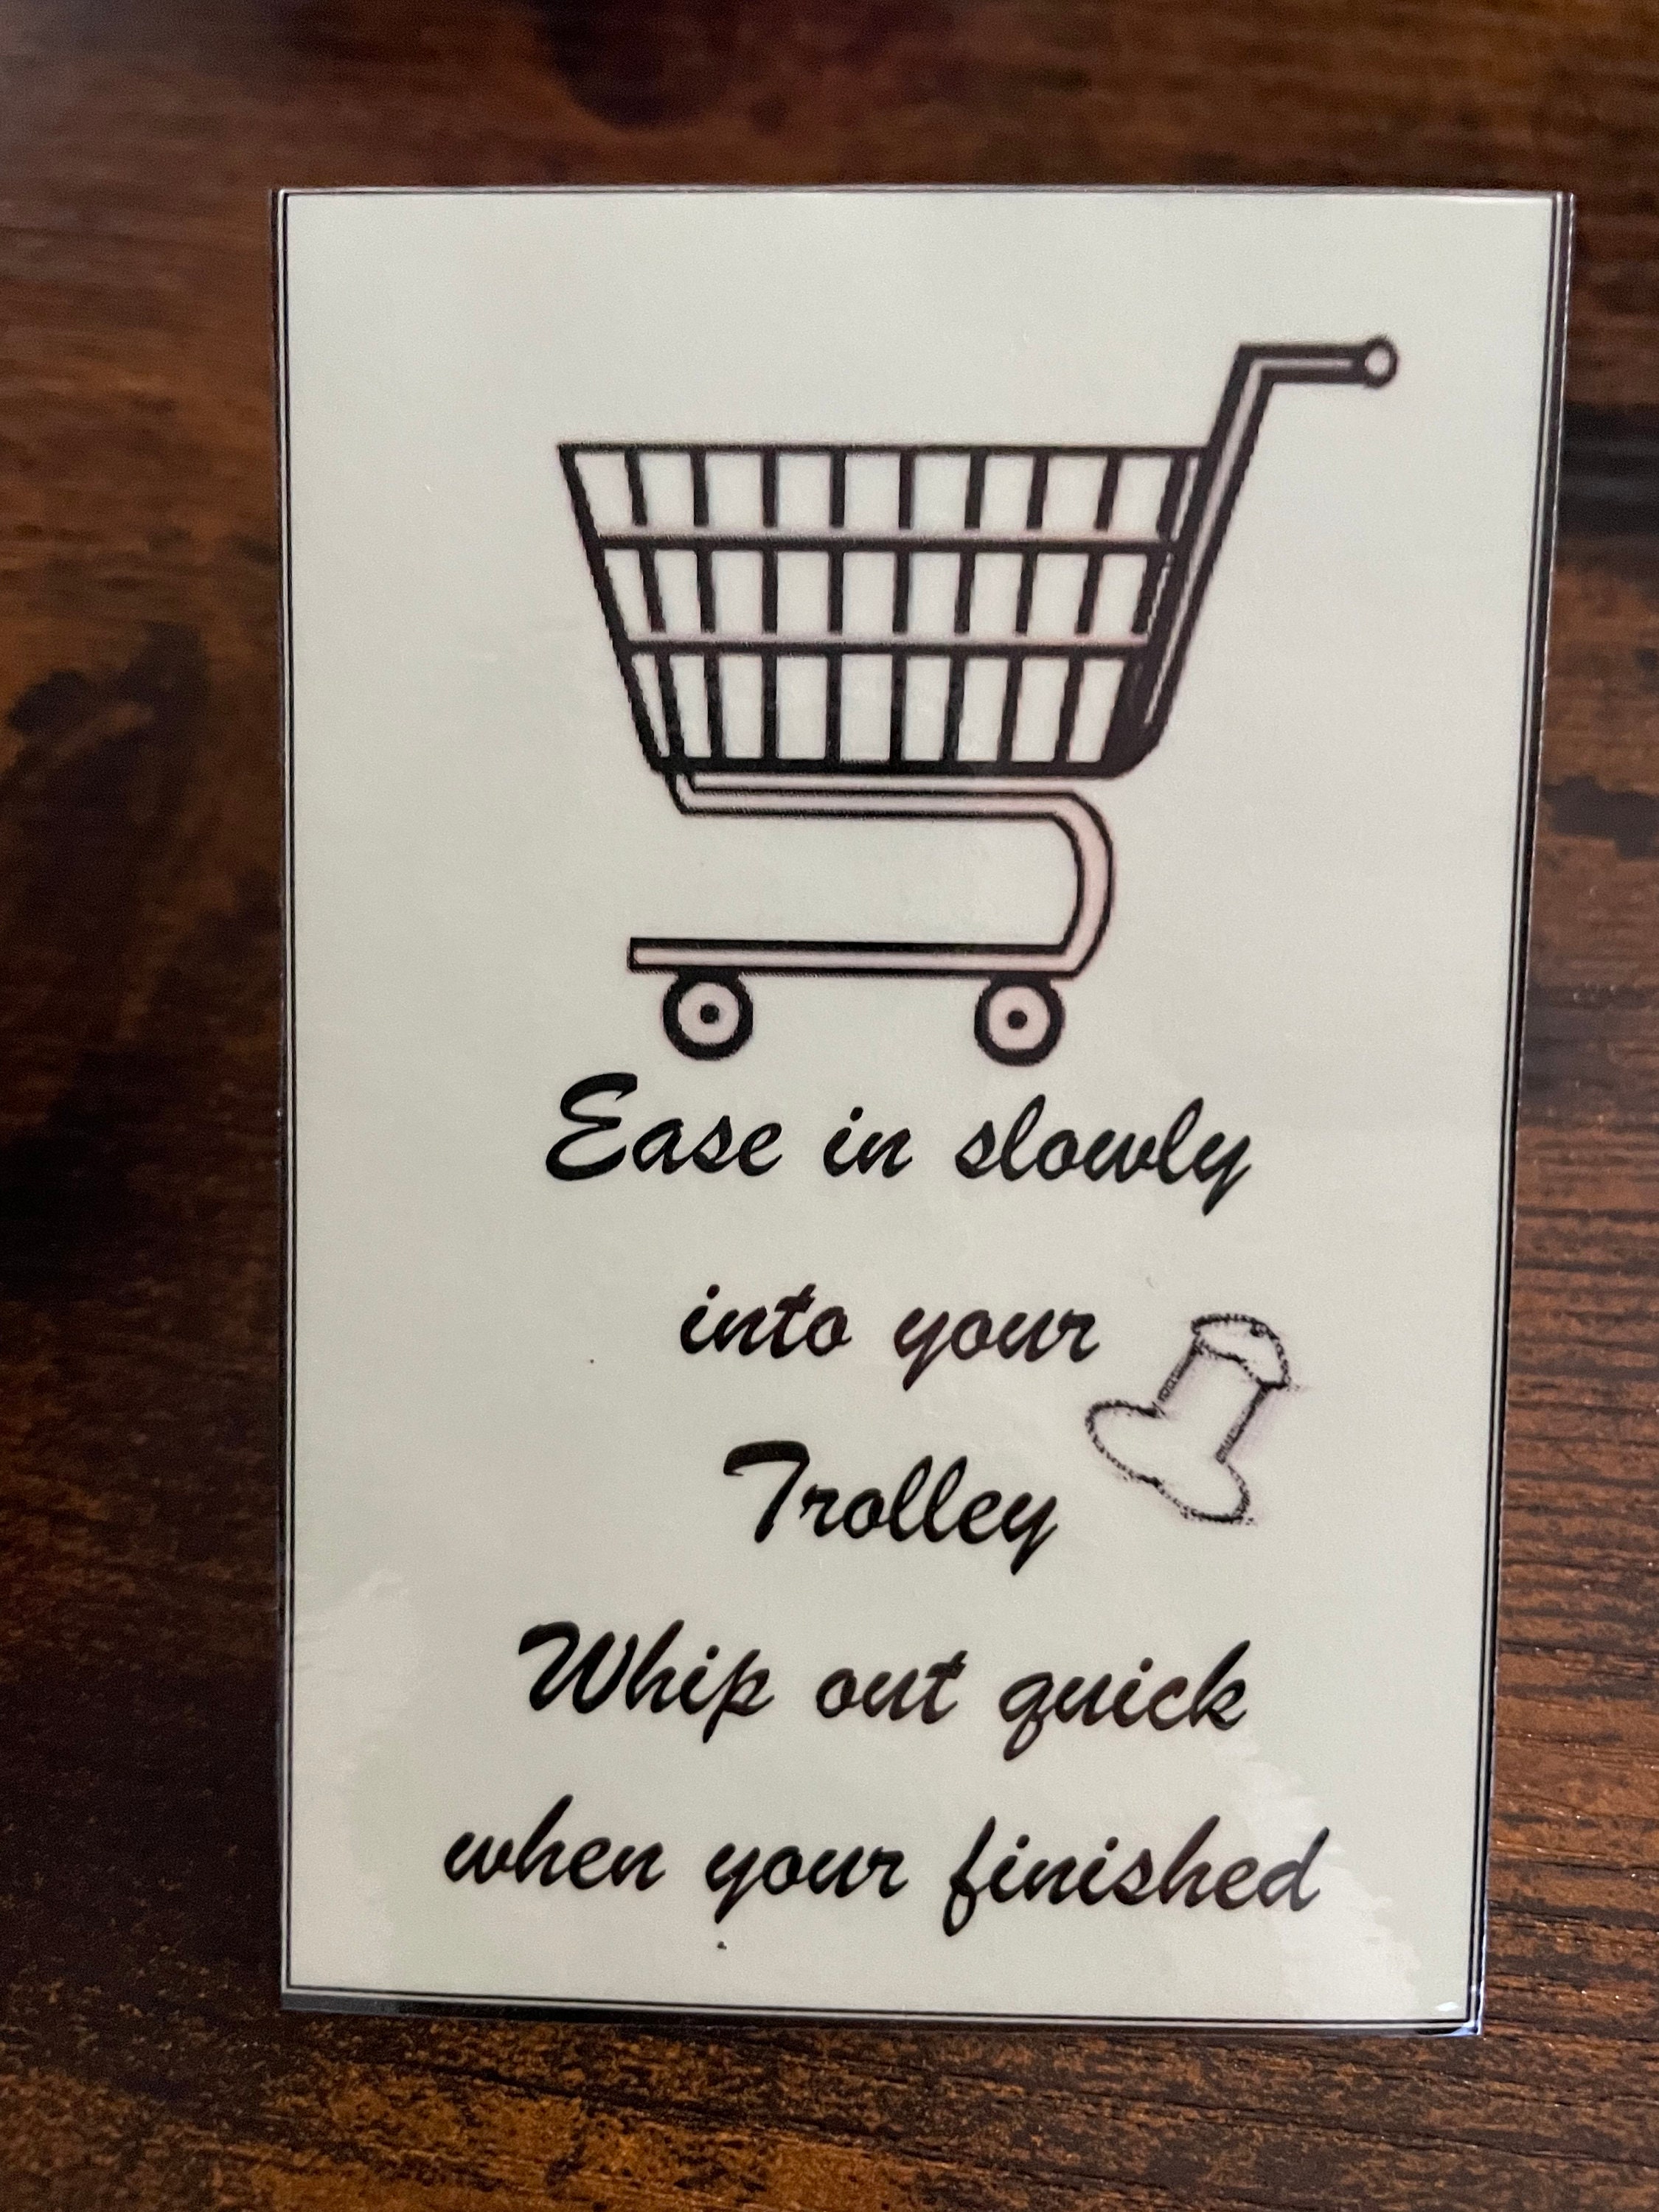 Ease in slowly
into your
Trolley
Whip out quick
when your finished